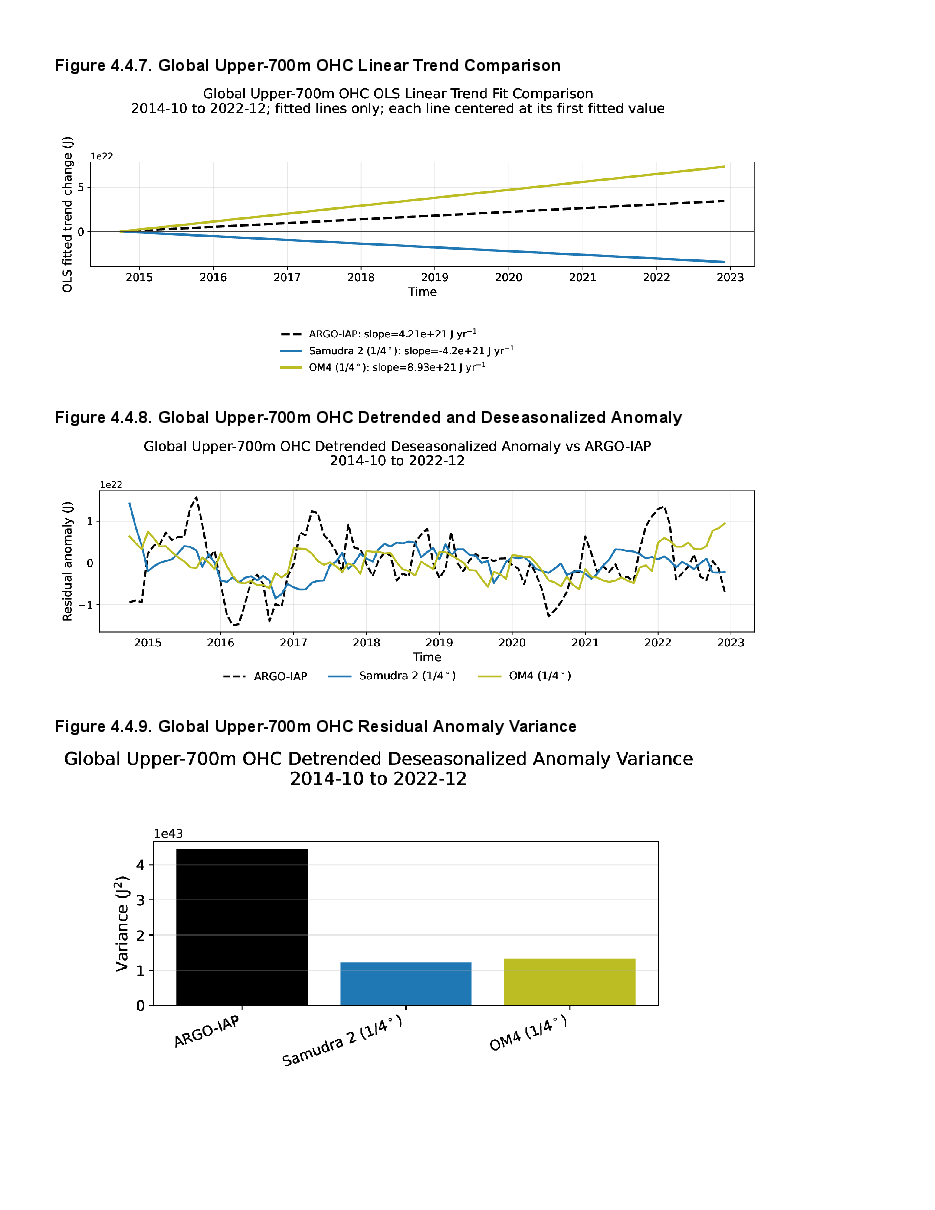 Figure 4.4.7. Global Upper-700m OHC Linear Trend Comparison
Global Upper-700m OHC OLS Linear Trend Fit Comparison
2014-10 to 2022-12; fitted lines only; each line centered at its first fitted value
1e22
OLS fitted trend change (J)
5
0
2015 2016 2017 2018 2019 2020 2021 2022 2023
Time
ARGO-IAP: slope=4.21e+21 J yr⁻¹
Samudra 2 (1/4°): slope=-4.2e+21 J yr⁻¹
OM4 (1/4°): slope=8.93e+21 J yr⁻¹
Figure 4.4.8. Global Upper-700m OHC Detrended and Deseasonalized Anomaly
Global Upper-700m OHC Detrended Deseasonalized Anomaly vs ARGO-IAP
2014-10 to 2022-12
1e22
Residual anomaly (J)
1
0
−1
2015 2016 2017 2018 2019 2020 2021 2022 2023
Time
ARGO-IAP Samudra 2 (1/4°) OM4 (1/4°)
Figure 4.4.9. Global Upper-700m OHC Residual Anomaly Variance
Global Upper-700m OHC Detrended Deseasonalized Anomaly Variance
2014-10 to 2022-12
1e43
Variance (J²)
4
3
2
1
0
ARGO-IAP Samudra 2 (1/4°) OM4 (1/4°)